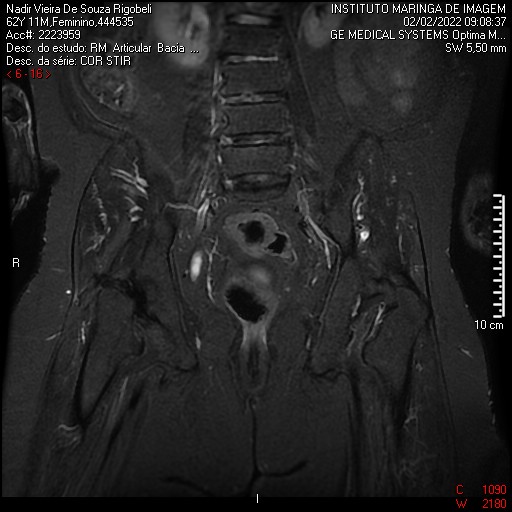 Nadir Vieira De Souza Rigobeli
62Y 11M,Feminino,444535
Acc#: 2223959
Desc. do estudo: RM Articular Bacia ...
Desc. da série: COR STIR
< 6 - 16 >
INSTITUTO MARINGA DE IMAGEM
02/02/2022 09:08:37
GE MEDICAL SYSTEMS Optima M...
SW 5,50 mm
R
10 cm
C 1090
W 2180